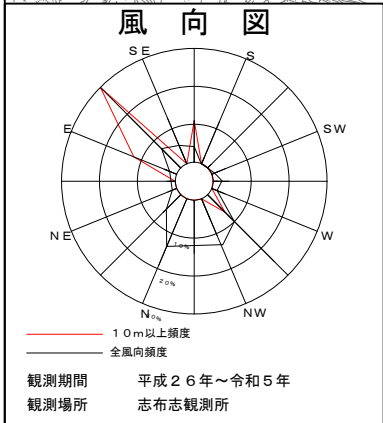 風向図
SE
S
E
SW
NE
W
N
NW
10%
20%
0%
10m以上頻度
全風向頻度
観測期間 平成26年~令和5年
観測場所 志布志観測所